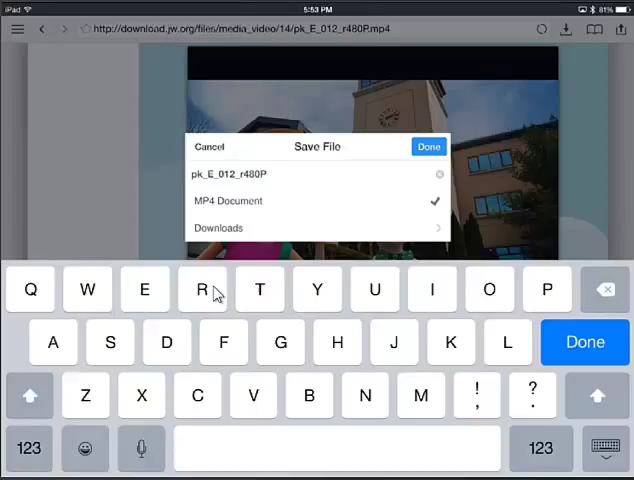 iPad 5:53 PM 81%
http://download.jw.org/files/media_video/14/pk_E_012_r480P.mp4
Cancel Save File Done
pk_E_012_r480P
MP4 Document
Downloads
Q W E R T Y U I O P
A S D F G H J K L Done
Z X C V B N M ! , ? .
123 123